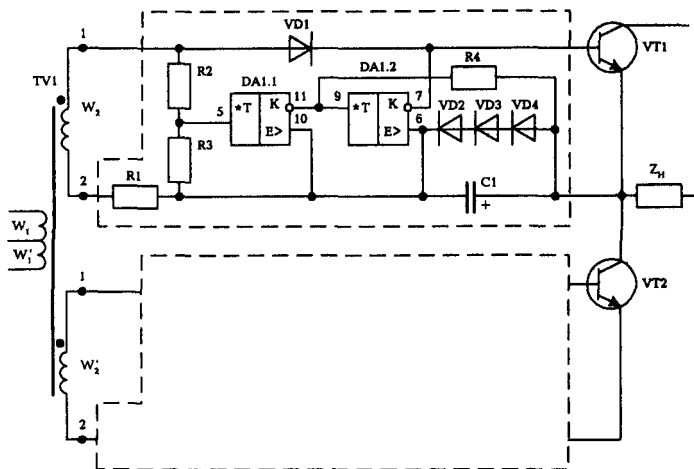 1
VD1
VT1
TV1
R2
DA1.1
DA1.2
R4
*T
K
11
9
*T
K
7
5
10
6
VD2
VD3
VD4
W₂
E>
E>
R3
2
R1
C1
+
Zн
W₁
W₁'
1
VT2
W₂'
2